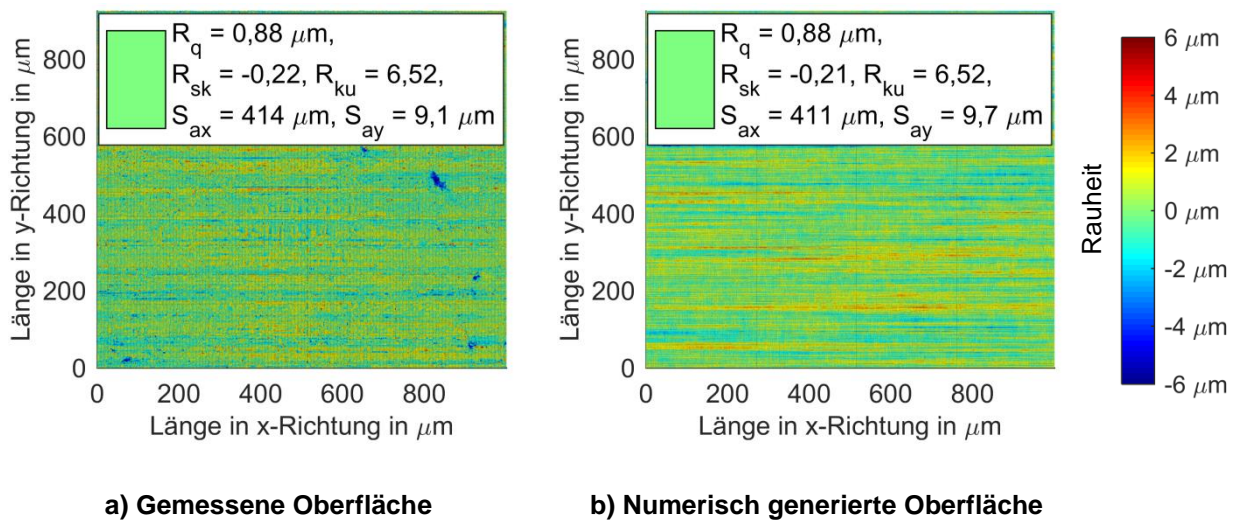 R_q = 0,88 μm,
R_sk = -0,22, R_ku = 6,52,
S_ax = 414 μm, S_ay = 9,1 μm
Länge in y-Richtung in μm
800
600
400
200
0
0 200 400 600 800
Länge in x-Richtung in μm
a) Gemessene Oberfläche
R_q = 0,88 μm,
R_sk = -0,21, R_ku = 6,52,
S_ax = 411 μm, S_ay = 9,7 μm
Länge in y-Richtung in μm
800
600
400
200
0
0 200 400 600 800
Länge in x-Richtung in μm
b) Numerisch generierte Oberfläche
Rauheit
6 μm
4 μm
2 μm
0 μm
-2 μm
-4 μm
-6 μm